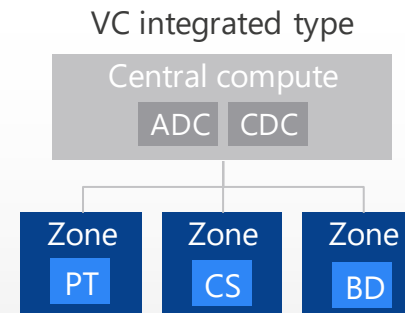 VC integrated type
Central compute
ADC CDC
Zone Zone Zone
PT CS BD